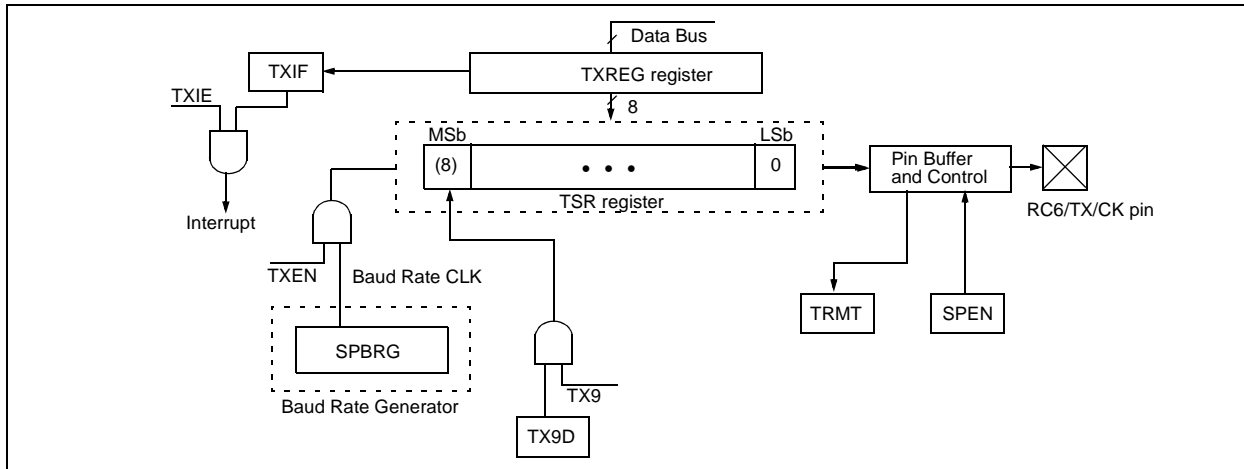 Data Bus
TXIF
TXREG register
TXIE
8
MSb
LSb
(8)
• • •
0
Pin Buffer
and Control
TSR register
Interrupt
RC6/TX/CK pin
TXEN
Baud Rate CLK
TRMT
SPEN
SPBRG
TX9
Baud Rate Generator
TX9D